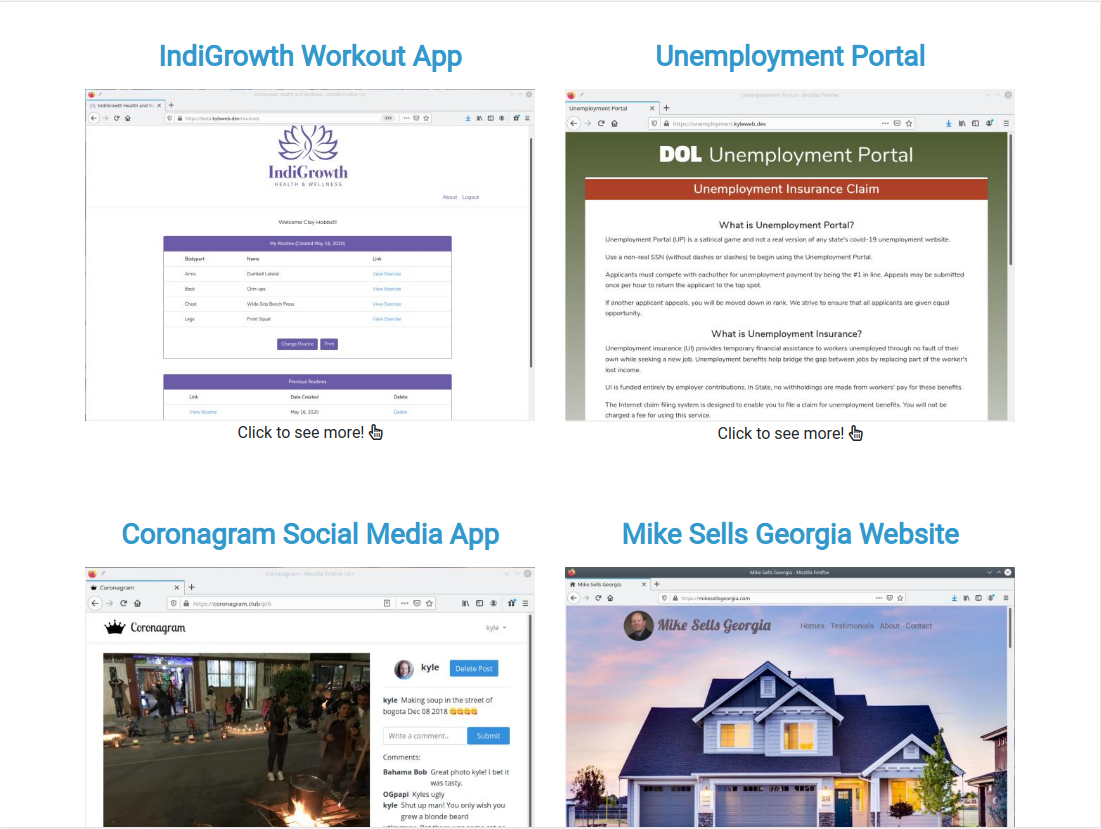 IndiGrowth Workout App
Unemployment Portal
IndiGrowth Health and We
IndiGrowth
HEALTH & WELLNESS
About Logout
Welcome Clay Hobbs!!
My Routine (Created May 18, 2020)
Bodypart Name Link
Arms Dumbell Lateral View Exercise
Back Chin-ups View Exercise
Chest Wide-Grip Bench Press View Exercise
Legs Front Squat View Exercise
Change Routine Print
Previous Routines
Link Date Created Delete
View Routine May 16, 2020 Delete
Click to see more!
Unemployment Portal - Mozilla Firefox
Unemployment Portal
https://unemployment.kyleweb.dev
DOL Unemployment Portal
Unemployment Insurance Claim
What is Unemployment Portal?
Unemployment Portal (UP) is a satirical game and not a real version of any state's covid-19 unemployment website.
Use a non-real SSN (without dashes or slashes) to begin using the Unemployment Portal.
Applicants must compete with eachother for unemployment payment by being the #1 in line. Appeals may be submitted
once per hour to return the applicant to the top spot.
If another applicant appeals, you will be moved down in rank. We strive to ensure that all applicants are given equal
opportunity.
What is Unemployment Insurance?
Unemployment insurance (UI) provides temporary financial assistance to workers unemployed through no fault of their
own while seeking a new job. Unemployment benefits help bridge the gap between jobs by replacing part of the worker's
lost income.
UI is funded entirely by employer contributions. In State, no withholdings are made from workers' pay for these benefits.
The Internet claim filing system is designed to enable you to file a claim for unemployment benefits. You will not be
charged a fee for using this service.
Click to see more!
Coronagram Social Media App
Mike Sells Georgia Website
Coronagram - Mozilla Firefox
Coronagram
https://coronagram.club/p/6
Coronagram
kyle
kyle Delete Post
kyle Making soup in the street of
bogota Dec 08 2018 😋😋😋😋
Write a comment.. Submit
Comments:
Bahama Bob Great photo kyle! I bet it
was tasty.
OGpapi Kyles ugly
kyle Shut up man! You only wish you
grew a blonde beard
Mike Sells Georgia - Mozilla Firefox
Mike Sells Georgia
https://mikesellsgeorgia.com
Mike Sells Georgia
Homes Testimonials About Contact